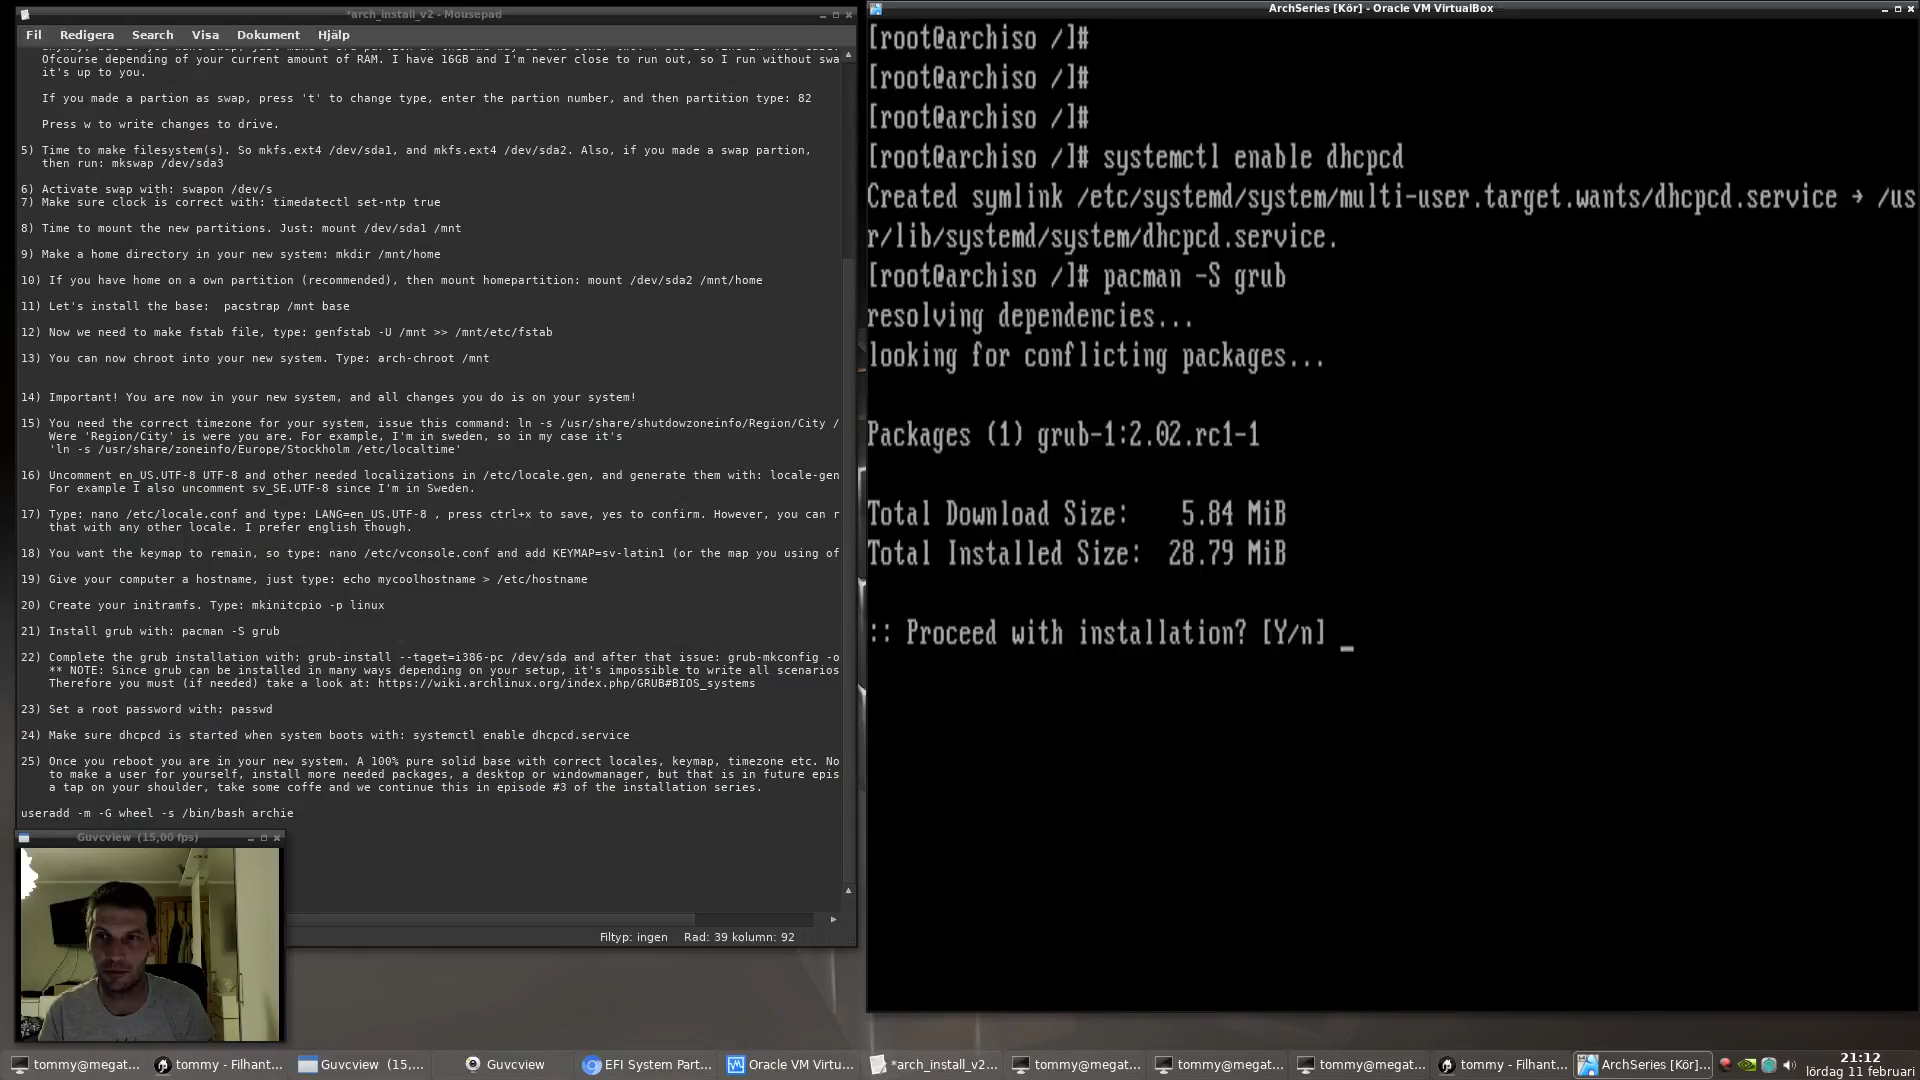 *arch_install_v2 - Mousepad
Fil Redigera Search Visa Dokument Hjälp
Ofcourse depending of your current amount of RAM. I have 16GB and I'm never close to run out, so I run without swa
it's up to you.
If you made a partion as swap, press 't' to change type, enter the partion number, and then partition type: 82
Press w to write changes to drive.
5) Time to make filesystem(s). So mkfs.ext4 /dev/sda1, and mkfs.ext4 /dev/sda2. Also, if you made a swap partion,
then run: mkswap /dev/sda3
6) Activate swap with: swapon /dev/s
7) Make sure clock is correct with: timedatectl set-ntp true
8) Time to mount the new partitions. Just: mount /dev/sda1 /mnt
9) Make a home directory in your new system: mkdir /mnt/home
10) If you have home on a own partition (recommended), then mount homepartition: mount /dev/sda2 /mnt/home
11) Let's install the base:  pacstrap /mnt base
12) Now we need to make fstab file, type: genfstab -U /mnt >> /mnt/etc/fstab
13) You can now chroot into your new system. Type: arch-chroot /mnt
14) Important! You are now in your new system, and all changes you do is on your system!
15) You need the correct timezone for your system, issue this command: ln -s /usr/share/shutdowzoneinfo/Region/City /
Were 'Region/City' is were you are. For example, I'm in sweden, so in my case it's
'ln -s /usr/share/zoneinfo/Europe/Stockholm /etc/localtime'
16) Uncomment en_US.UTF-8 UTF-8 and other needed localizations in /etc/locale.gen, and generate them with: locale-gen
For example I also uncomment sv_SE.UTF-8 since I'm in Sweden.
17) Type: nano /etc/locale.conf and type: LANG=en_US.UTF-8 , press ctrl+x to save, yes to confirm. However, you can r
that with any other locale. I prefer english though.
18) You want the keymap to remain, so type: nano /etc/vconsole.conf and add KEYMAP=sv-latin1 (or the map you using of
19) Give your computer a hostname, just type: echo mycoolhostname > /etc/hostname
20) Create your initramfs. Type: mkinitcpio -p linux
21) Install grub with: pacman -S grub
22) Complete the grub installation with: grub-install --taget=i386-pc /dev/sda and after that issue: grub-mkconfig -o
** NOTE: Since grub can be installed in many ways depending on your setup, it's impossible to write all scenarios
Therefore you must (if needed) take a look at: https://wiki.archlinux.org/index.php/GRUB#BIOS_systems
23) Set a root password with: passwd
24) Make sure dhcpcd is started when system boots with: systemctl enable dhcpcd.service
25) Once you reboot you are in your new system. A 100% pure solid base with correct locales, keymap, timezone etc. No
to make a user for yourself, install more needed packages, a desktop or windowmanager, but that is in future epis
a tap on your shoulder, take some coffe and we continue this in episode #3 of the installation series.
useradd -m -G wheel -s /bin/bash archie
Guvcview (15,00 fps)
Filtyp: ingen Rad: 39 kolumn: 92
ArchSeries [Kör] - Oracle VM VirtualBox
[root@archiso /]#
[root@archiso /]#
[root@archiso /]#
[root@archiso /]# systemctl enable dhcpcd
Created symlink /etc/systemd/system/multi-user.target.wants/dhcpcd.service → /us
r/lib/systemd/system/dhcpcd.service.
[root@archiso /]# pacman -S grub
resolving dependencies...
looking for conflicting packages...
Packages (1) grub-1:2.02.rc1-1
Total Download Size:    5.84 MiB
Total Installed Size:  28.79 MiB
:: Proceed with installation? [Y/n] _
tommy@megat... tommy - Filhant... Guvcview (15,... Guvcview EFI System Part... Oracle VM Virtu... *arch_install_v2... tommy@megat... tommy@megat... tommy@megat... tommy - Filhant... ArchSeries [Kör]...
21:12
lördag 11 februari